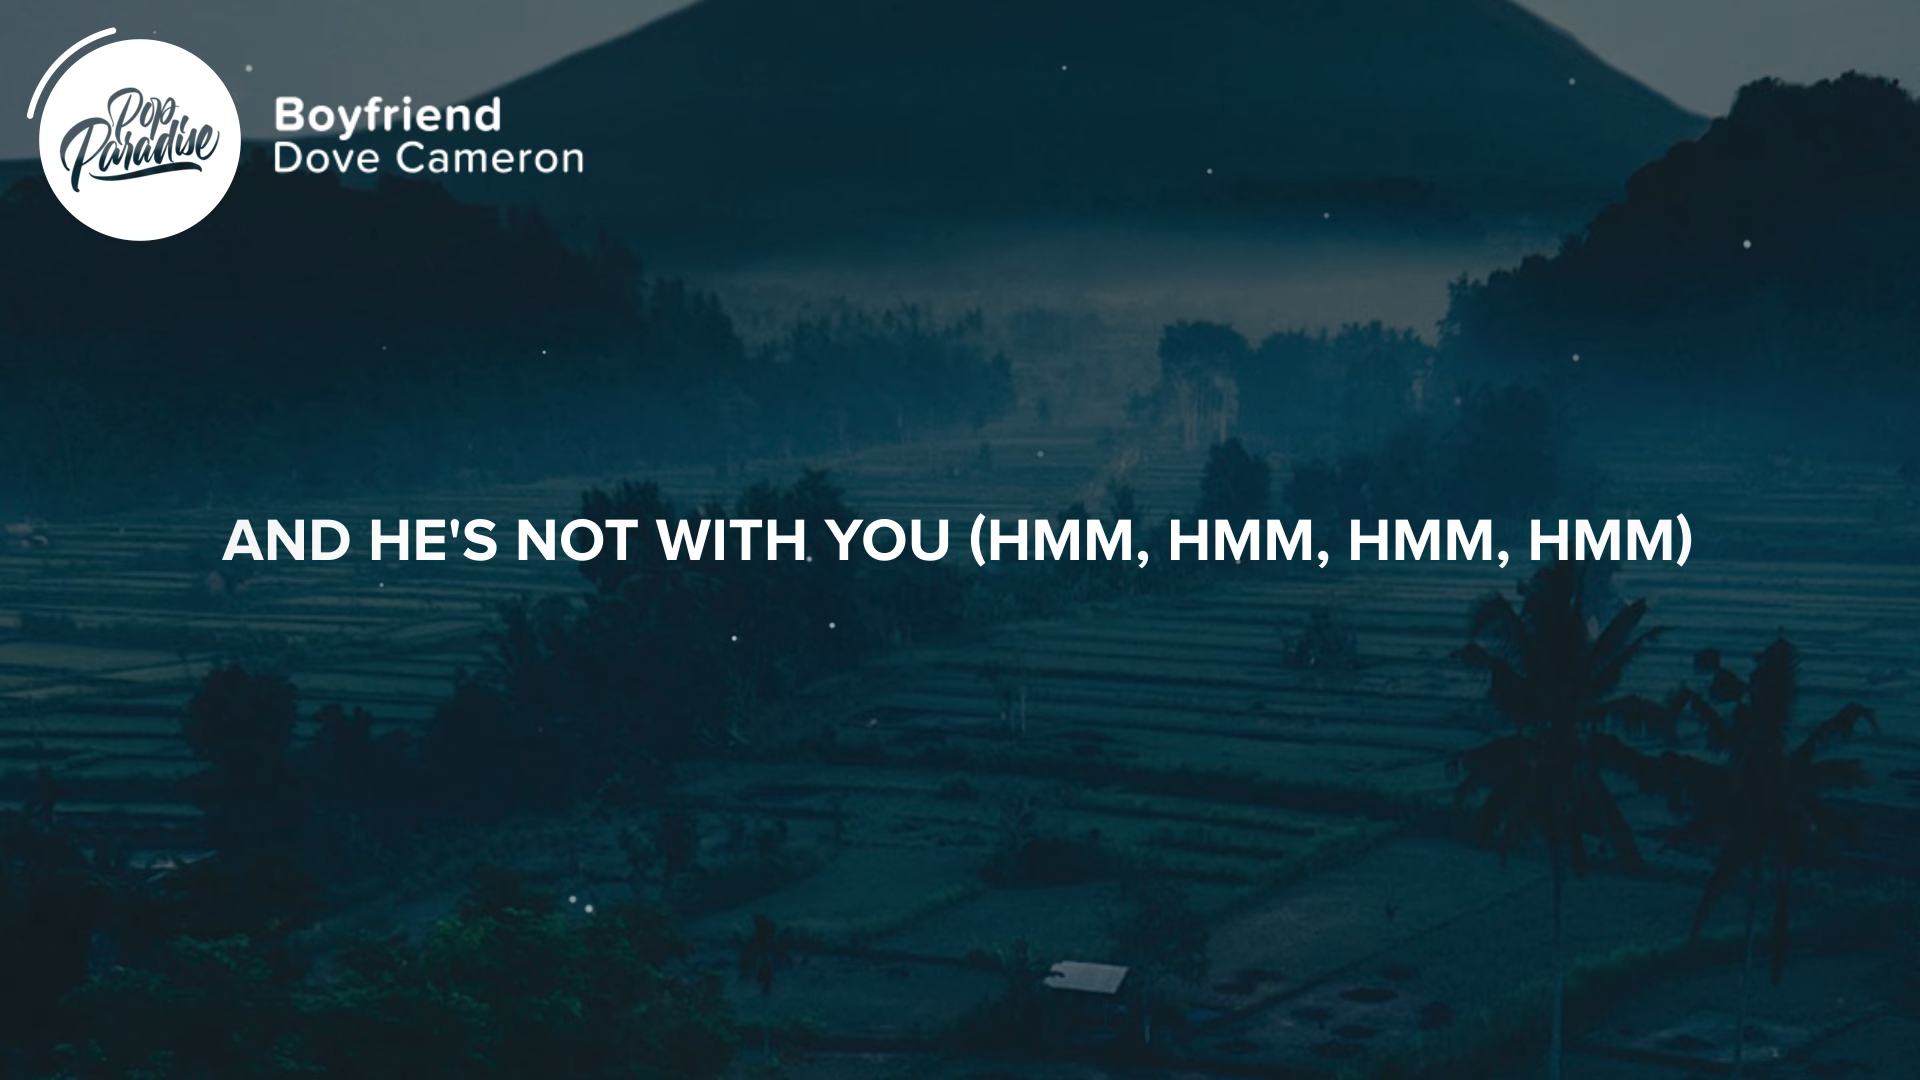 Pop
Paradise
Boyfriend
Dove Cameron
AND HE'S NOT WITH YOU (HMM, HMM, HMM, HMM)